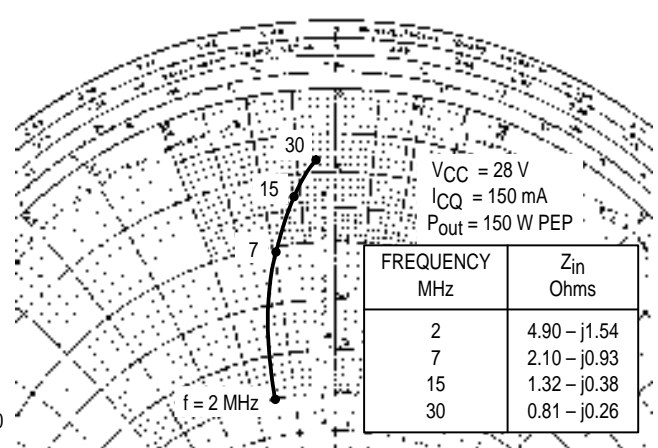 30
15
7
f = 2 MHz
VCC = 28 V
ICQ = 150 mA
Pout = 150 W PEP
FREQUENCY MHz Zin Ohms
2 4.90 – j1.54
7 2.10 – j0.93
15 1.32 – j0.38
30 0.81 – j0.26